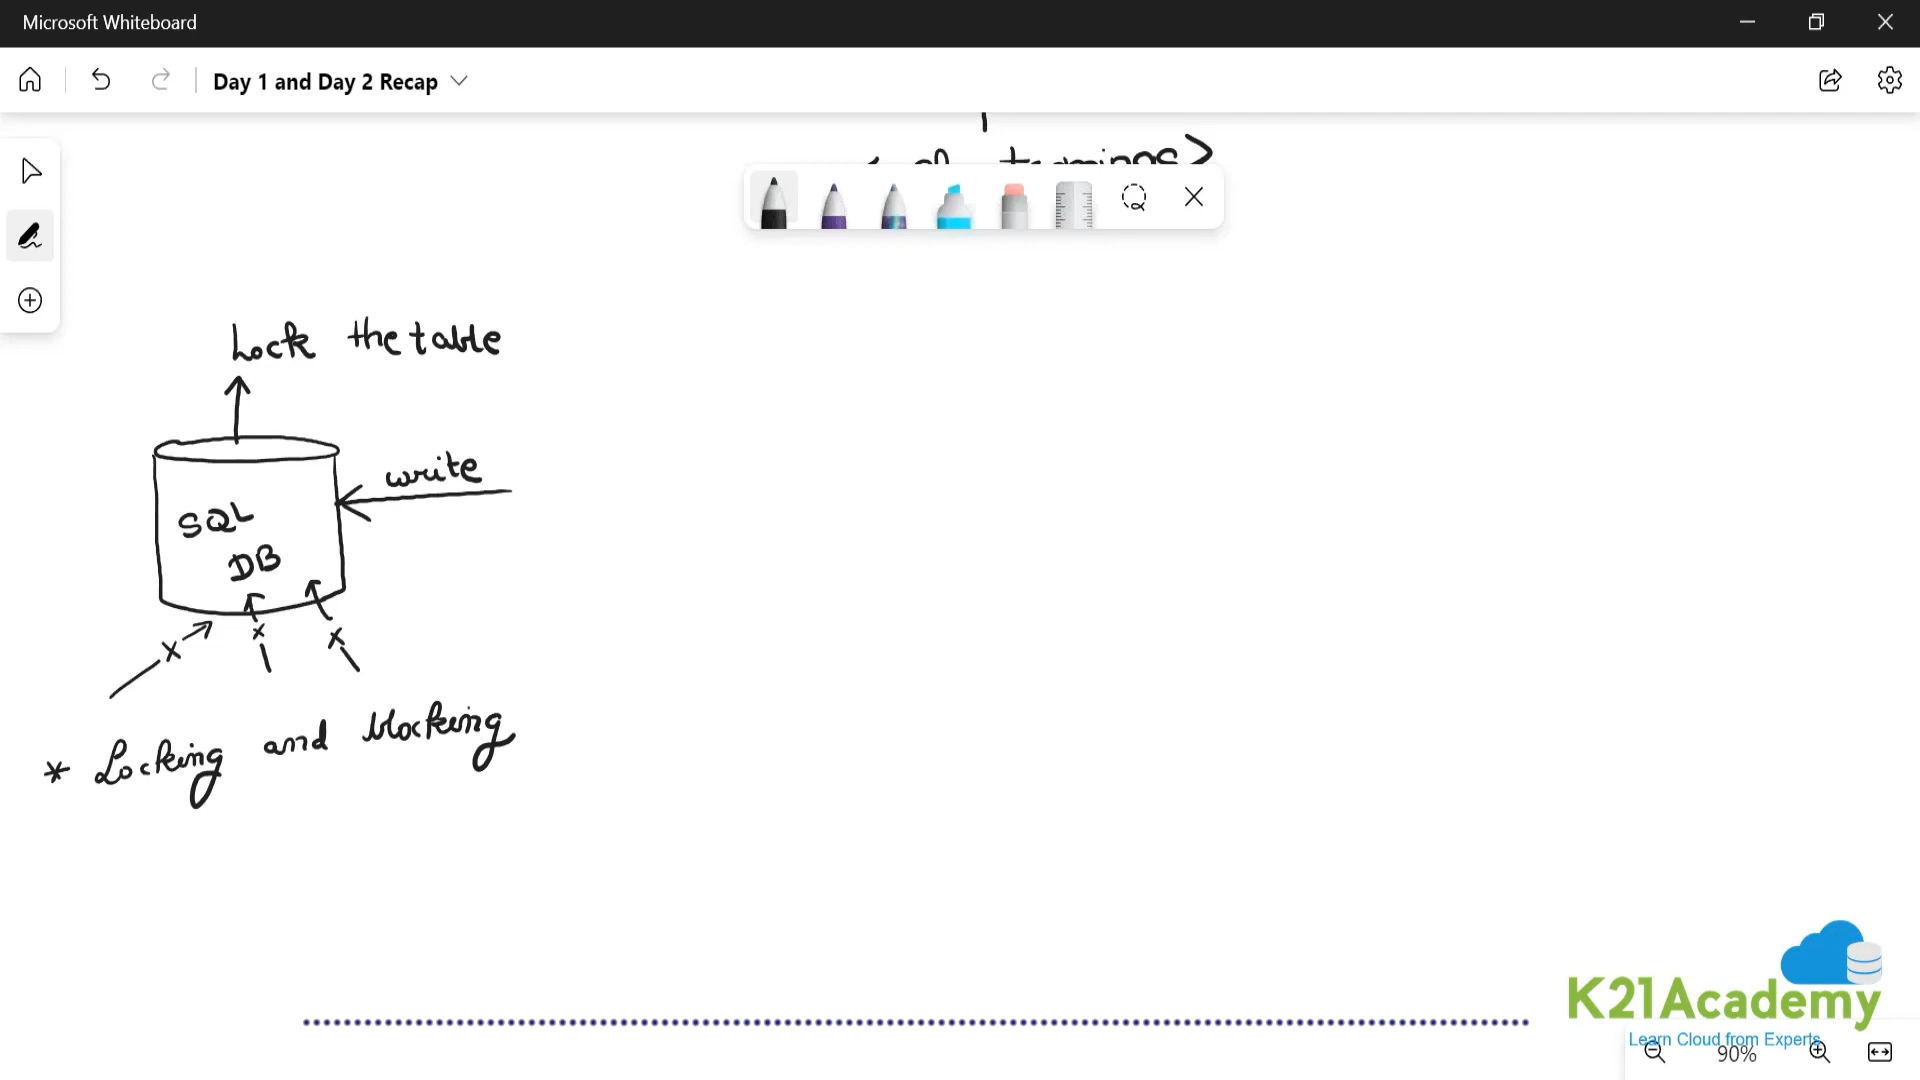 Microsoft Whiteboard
Day 1 and Day 2 Recap
Lock the table
write
SQL
DB
* Locking and blocking
K21Academy
Learn Cloud from Experts
90%